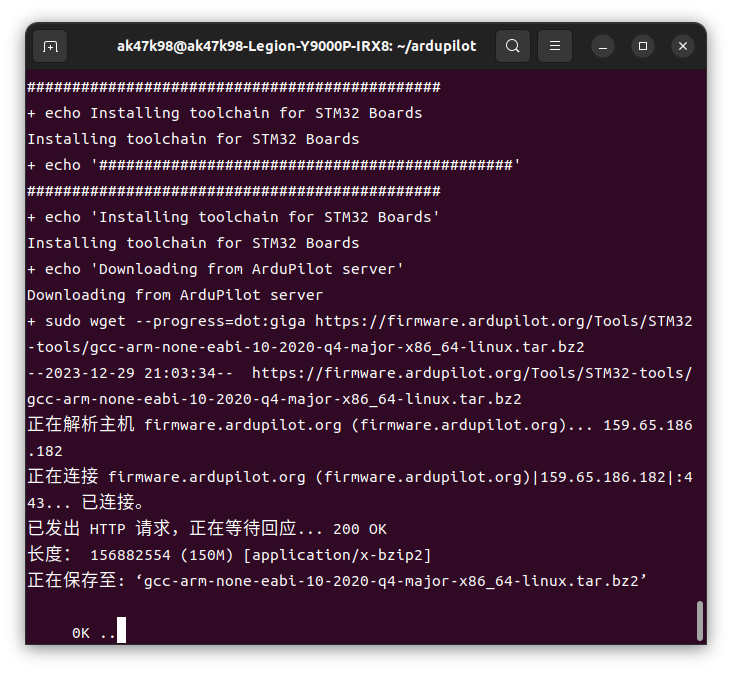 ak47k98@ak47k98-Legion-Y9000P-IRX8: ~/ardupilot
##############################################
+ echo Installing toolchain for STM32 Boards
Installing toolchain for STM32 Boards
+ echo '##############################################'
##############################################
+ echo 'Installing toolchain for STM32 Boards'
Installing toolchain for STM32 Boards
+ echo 'Downloading from ArduPilot server'
Downloading from ArduPilot server
+ sudo wget --progress=dot:giga https://firmware.ardupilot.org/Tools/STM32
-tools/gcc-arm-none-eabi-10-2020-q4-major-x86_64-linux.tar.bz2
--2023-12-29 21:03:34--  https://firmware.ardupilot.org/Tools/STM32-tools/
gcc-arm-none-eabi-10-2020-q4-major-x86_64-linux.tar.bz2
正在解析主机 firmware.ardupilot.org (firmware.ardupilot.org)... 159.65.186
.182
正在连接 firmware.ardupilot.org (firmware.ardupilot.org)|159.65.186.182|:4
43... 已连接。
已发出 HTTP 请求，正在等待回应... 200 OK
长度： 156882554 (150M) [application/x-bzip2]
正在保存至: ‘gcc-arm-none-eabi-10-2020-q4-major-x86_64-linux.tar.bz2’
0K ..